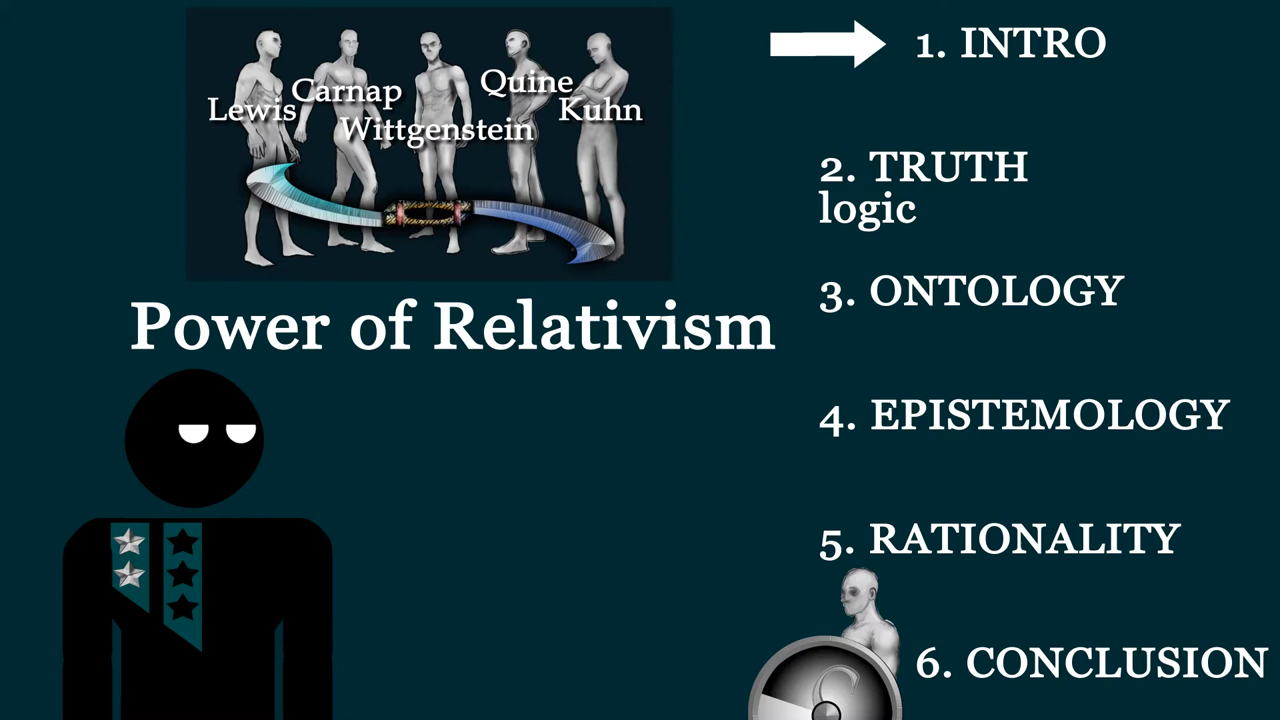 Lewis
Carnap
Wittgenstein
Quine
Kuhn
Power of Relativism
1. INTRO
2. TRUTH
logic
3. ONTOLOGY
4. EPISTEMOLOGY
5. RATIONALITY
6. CONCLUSION